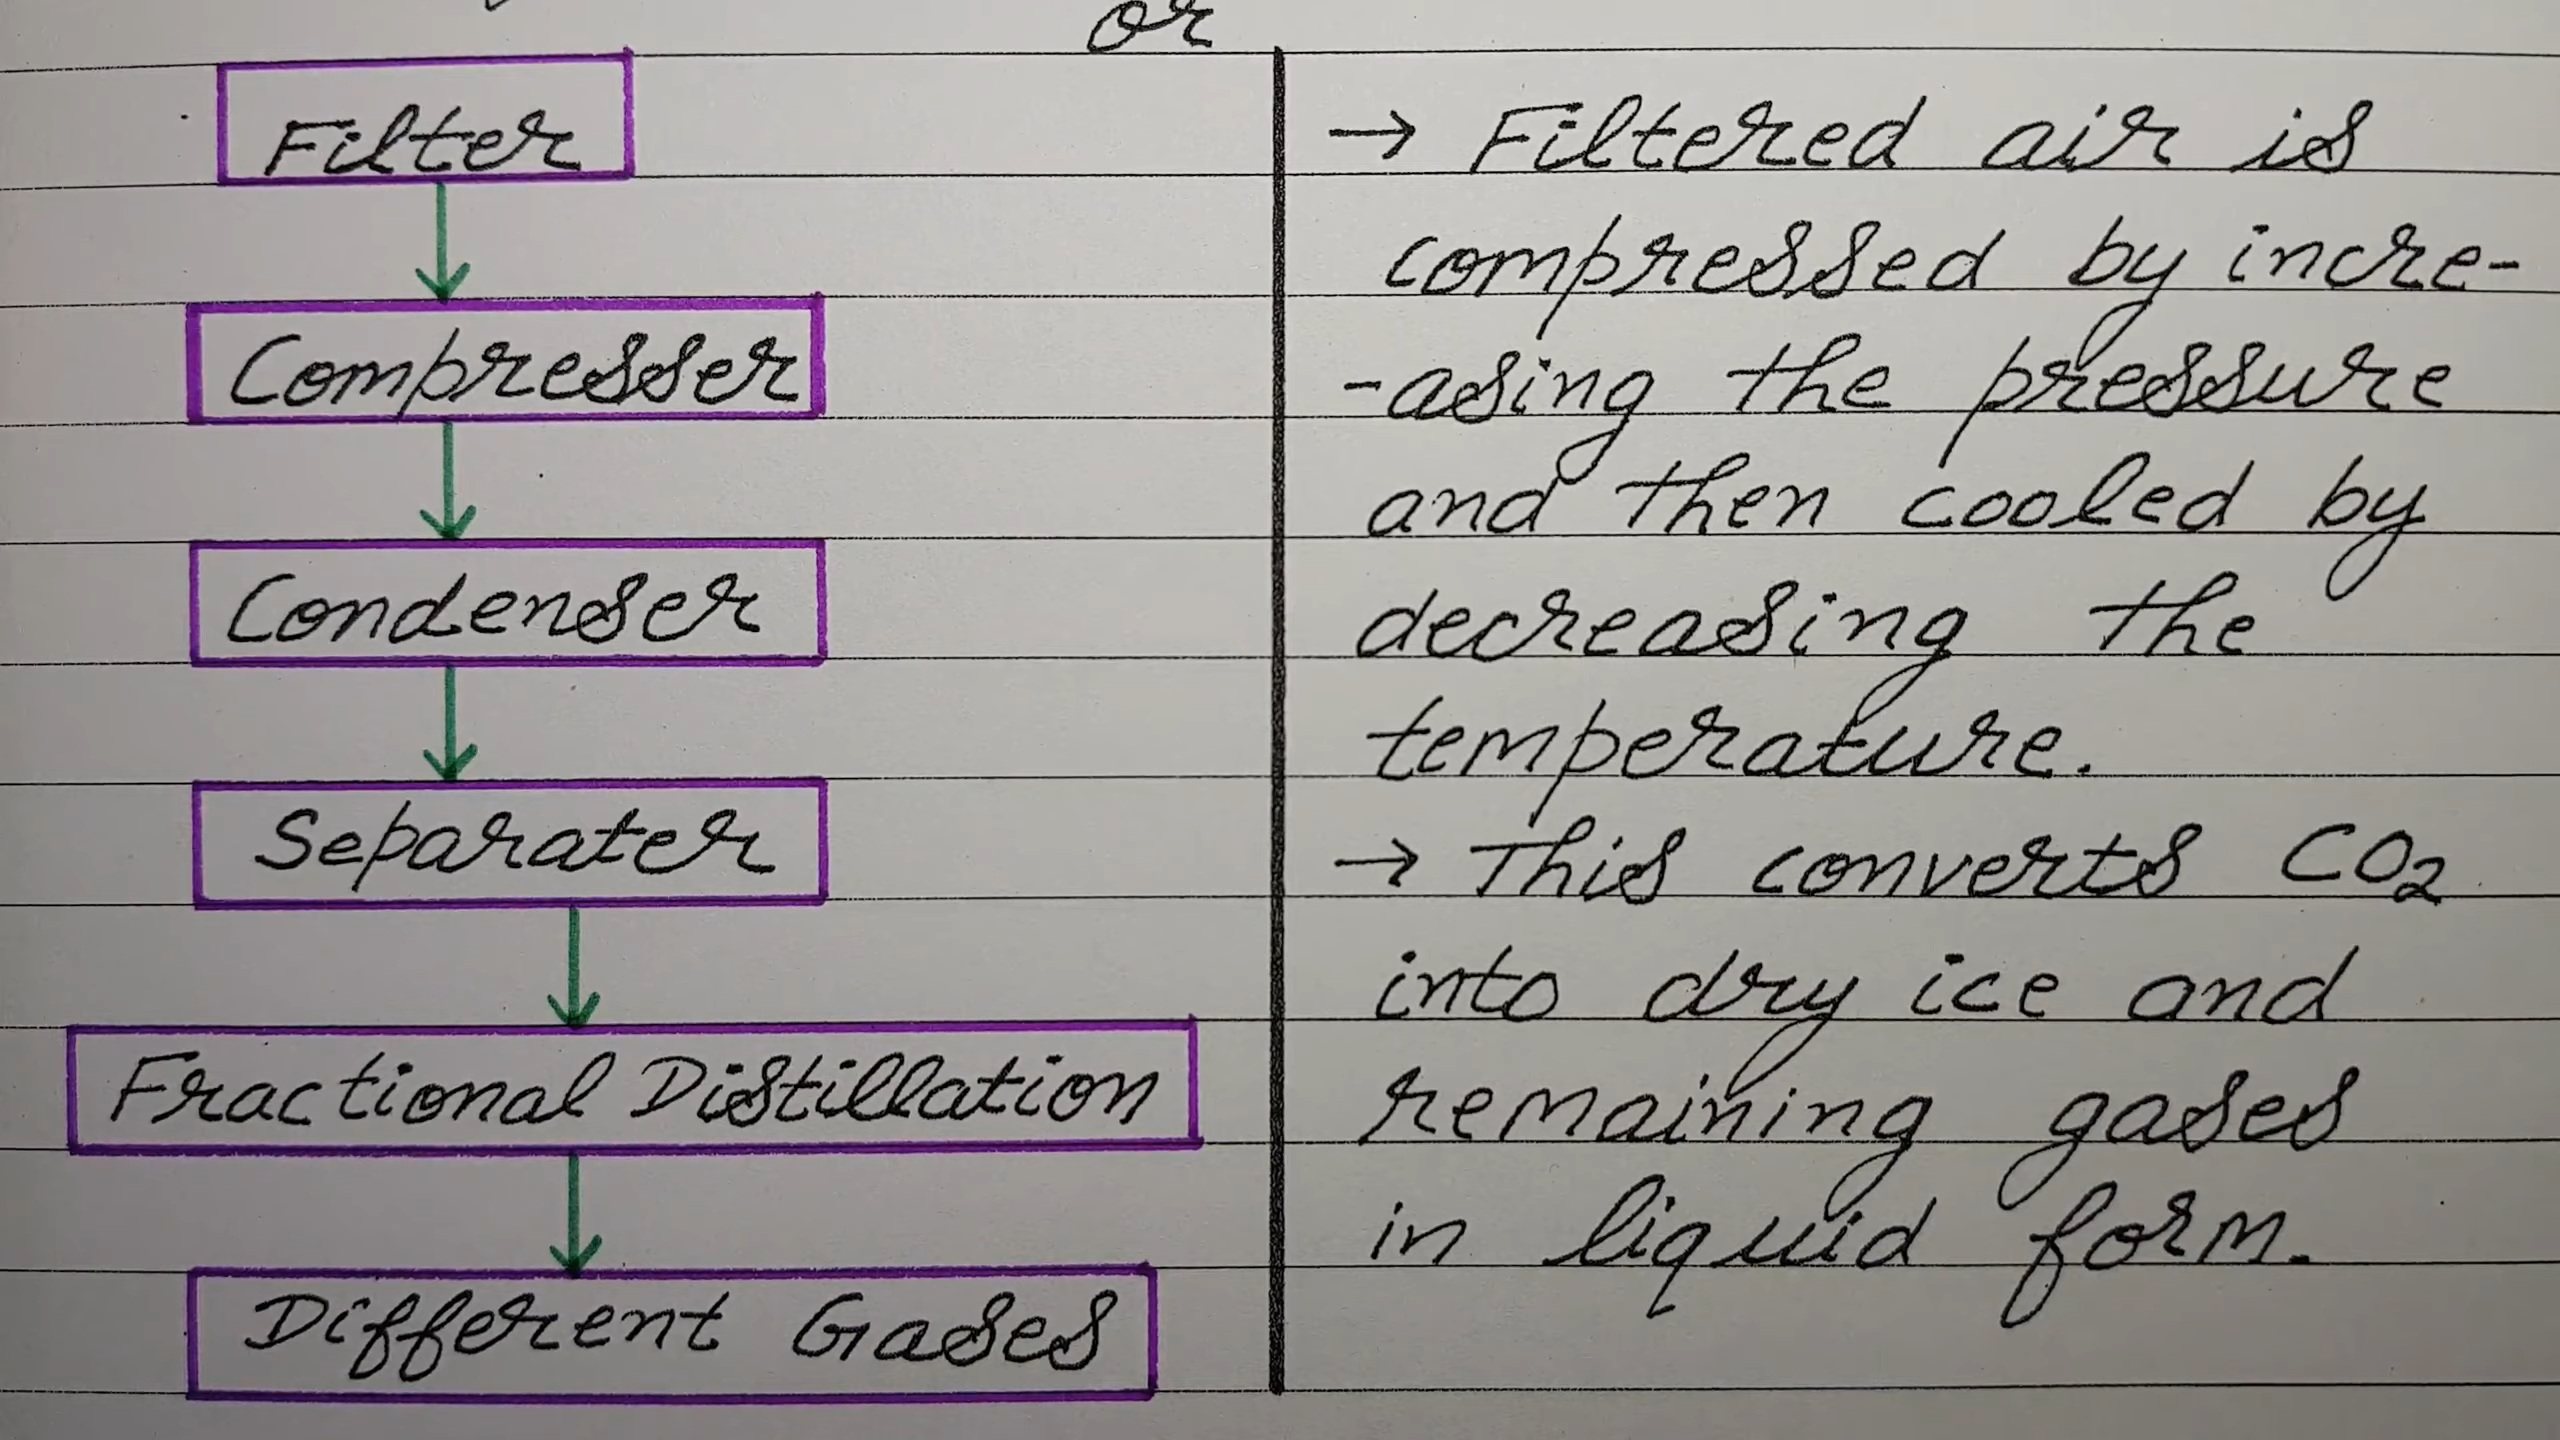 or
Filter
Compresser
Condenser
Separater
Fractional Distillation
Different Gases
→ Filtered air is
compressed by incre-
-asing the pressure
and then cooled by
decreasing the
temperature.
→ This converts CO₂
into dry ice and
remaining gases
in liquid form.